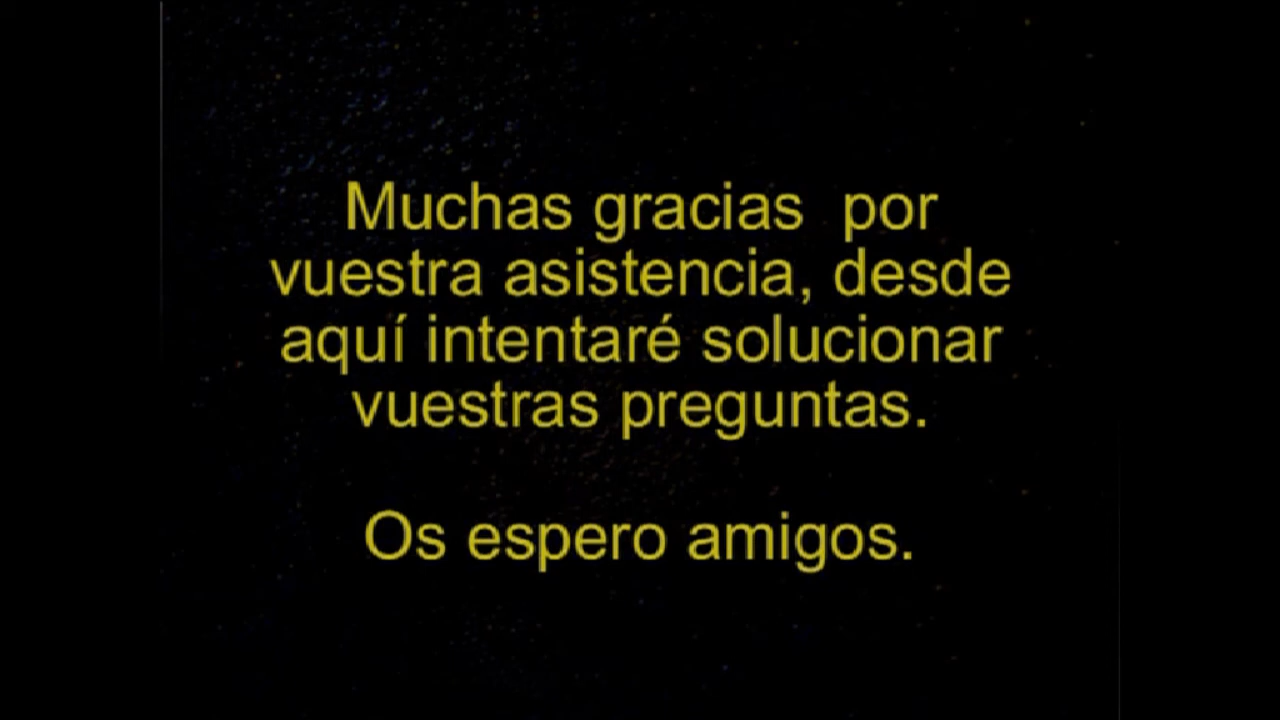 Muchas gracias por
vuestra asistencia, desde
aquí intentaré solucionar
vuestras preguntas.
Os espero amigos.